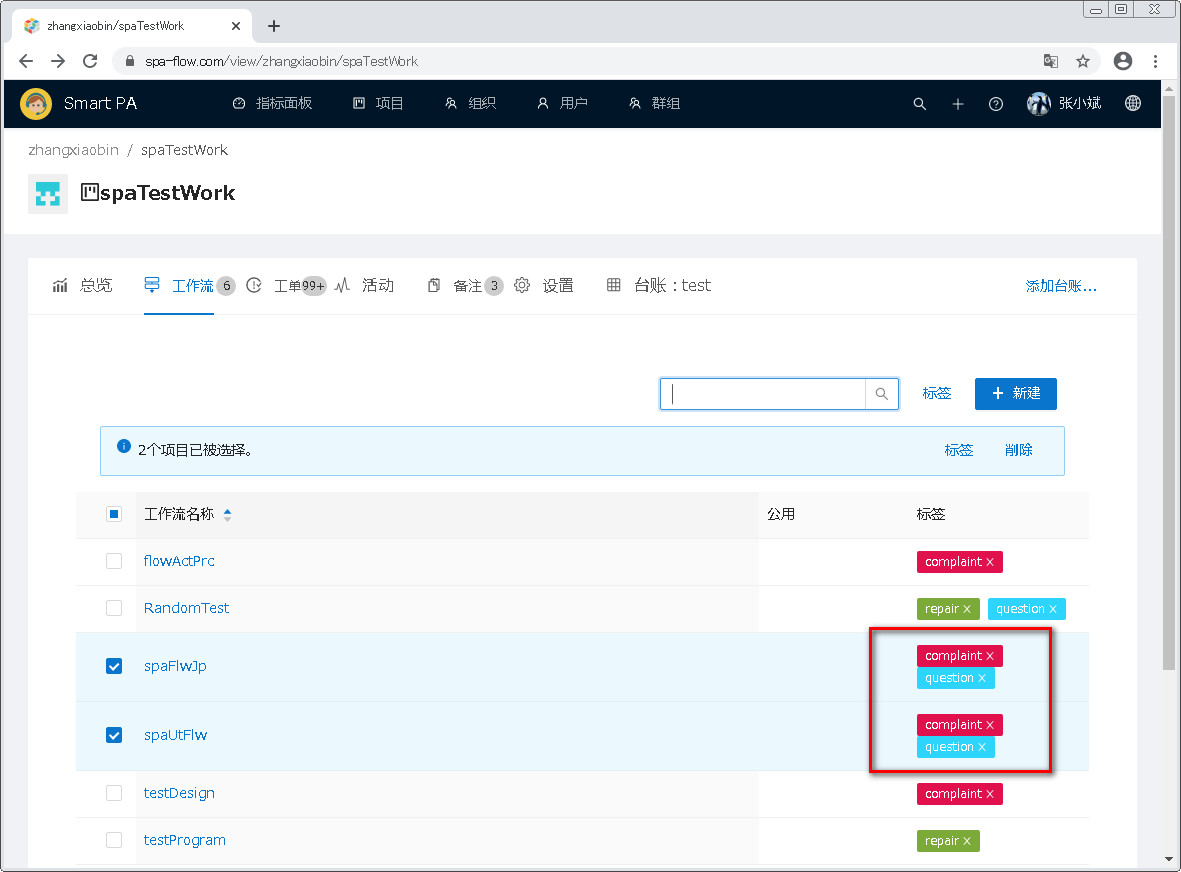 zhangxiaobin/spaTestWork
spa-flow.com/view/zhangxiaobin/spaTestWork
Smart PA 指标面板 项目 组织 用户 群组 张小斌
zhangxiaobin / spaTestWork
spaTestWork
总览 工作流 6 工单 99+ 活动 备注 3 设置 台账：test 添加台账...
标签 + 新建
2个项目已被选择。 标签 削除
工作流名称 公用 标签
flowActPrc complaint ×
RandomTest repair × question ×
spaFlwJp complaint ×
question ×
spaUtFlw complaint ×
question ×
testDesign complaint ×
testProgram repair ×